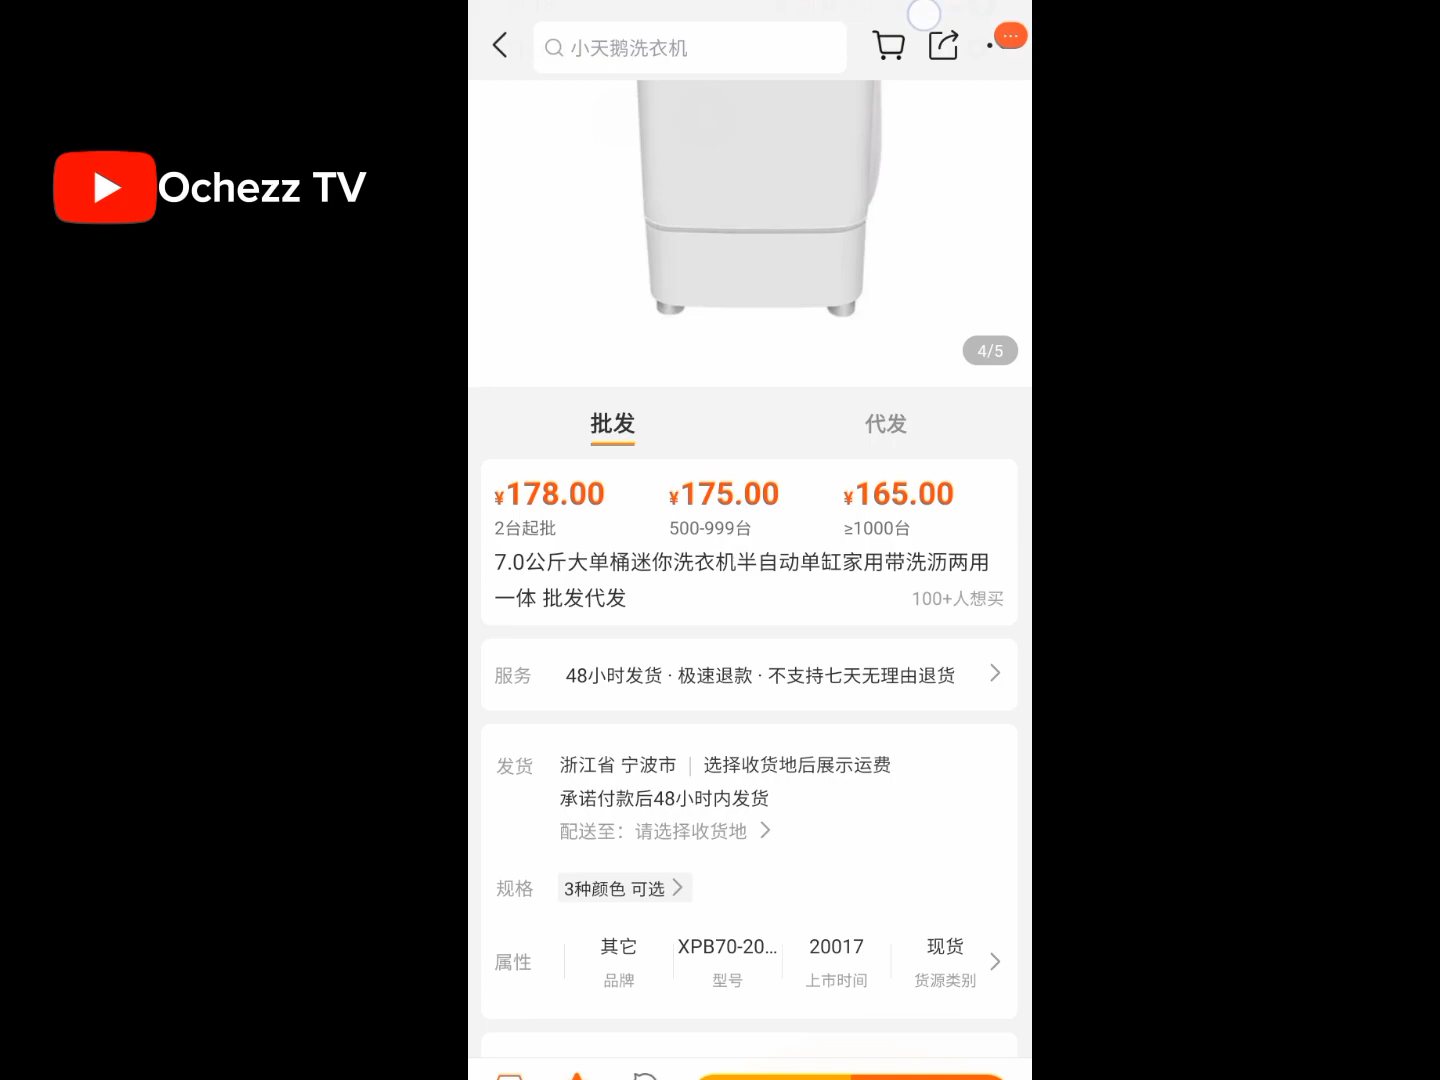 小天鹅洗衣机
Ochezz TV
4/5
批发 代发
¥178.00 ¥175.00 ¥165.00
2台起批 500-999台 ≥1000台
7.0公斤大单桶迷你洗衣机半自动单缸家用带洗沥两用
一体 批发代发 100+人想买
服务 48小时发货 · 极速退款 · 不支持七天无理由退货
发货 浙江省 宁波市 | 选择收货地后展示运费
承诺付款后48小时内发货
配送至：请选择收货地
规格 3种颜色 可选
属性 其它 XPB70-20... 20017 现货
品牌 型号 上市时间 货源类别